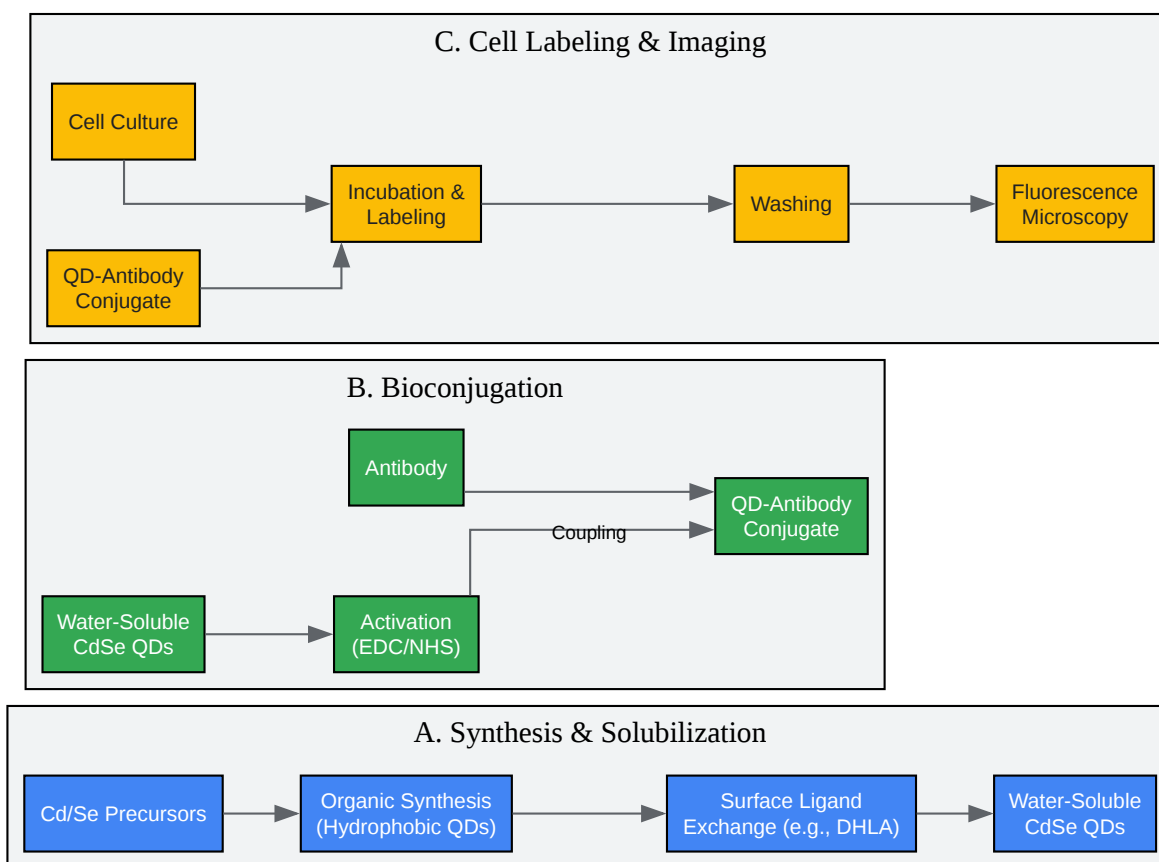 C. Cell Labeling & Imaging
Cell Culture
Incubation &
Labeling
Washing
Fluorescence
Microscopy
QD-Antibody
Conjugate
B. Bioconjugation
Antibody
QD-Antibody
Conjugate
Coupling
Water-Soluble
CdSe QDs
Activation
(EDC/NHS)
A. Synthesis & Solubilization
Cd/Se Precursors
Organic Synthesis
(Hydrophobic QDs)
Surface Ligand
Exchange (e.g., DHLA)
Water-Soluble
CdSe QDs